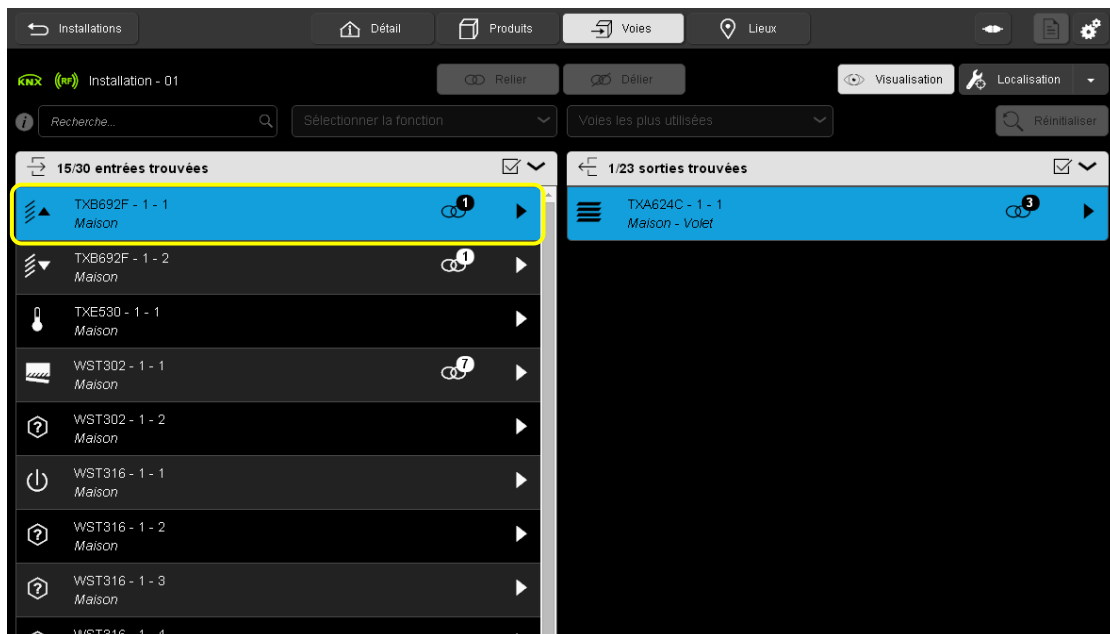 Installations
Détail
Produits
Voies
Lieux
KNX ((RF)) Installation - 01
Relier
Délier
Visualisation
Localisation
i
Recherche...
Sélectionner la fonction
Voies les plus utilisées
Réinitialiser
15/30 entrées trouvées
TXB692F - 1 - 1
Maison
1
TXB692F - 1 - 2
Maison
1
TXE530 - 1 - 1
Maison
WST302 - 1 - 1
Maison
7
WST302 - 1 - 2
Maison
?
WST316 - 1 - 1
Maison
WST316 - 1 - 2
Maison
?
WST316 - 1 - 3
Maison
?
WST316 - 1 - 4
1/23 sorties trouvées
TXA624C - 1 - 1
Maison - Volet
3